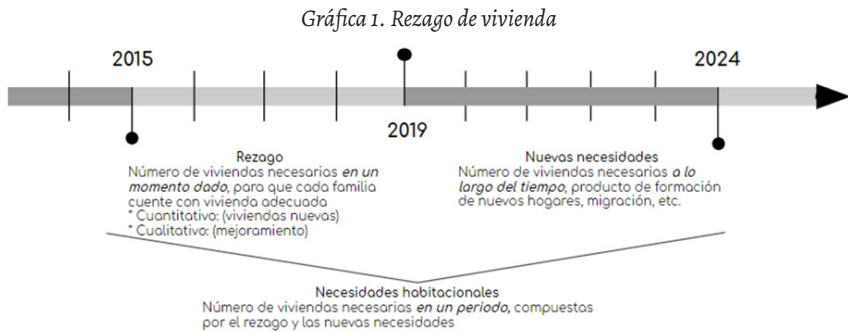 Gráfica 1. Rezago de vivienda
2015
2024
2019
Rezago
Número de viviendas necesarias en un
momento dado, para que cada familia
cuente con vivienda adecuada
* Cuantitativo: (viviendas nuevas)
* Cualitativo: (mejoramiento)
Nuevas necesidades
Número de viviendas necesarias a lo
largo del tiempo, producto de formación
de nuevos hogares, migración, etc.
Necesidades habitacionales
Número de viviendas necesarias en un periodo, compuestas
por el rezago y las nuevas necesidades